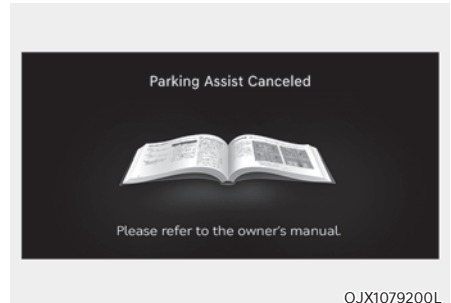 Parking Assist Canceled
Please refer to the owner's manual.
OJX1079200L